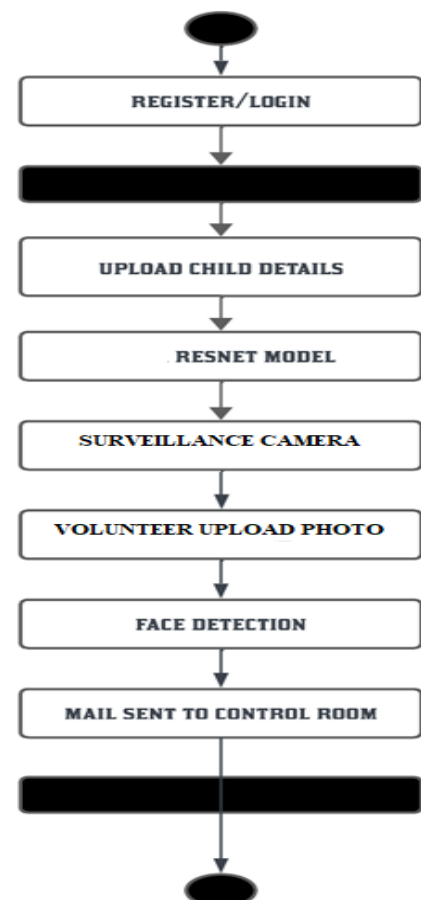 REGISTER/LOGIN
UPLOAD CHILD DETAILS
RESNET MODEL
SURVEILLANCE CAMERA
VOLUNTEER UPLOAD PHOTO
FACE DETECTION
MAIL SENT TO CONTROL ROOM